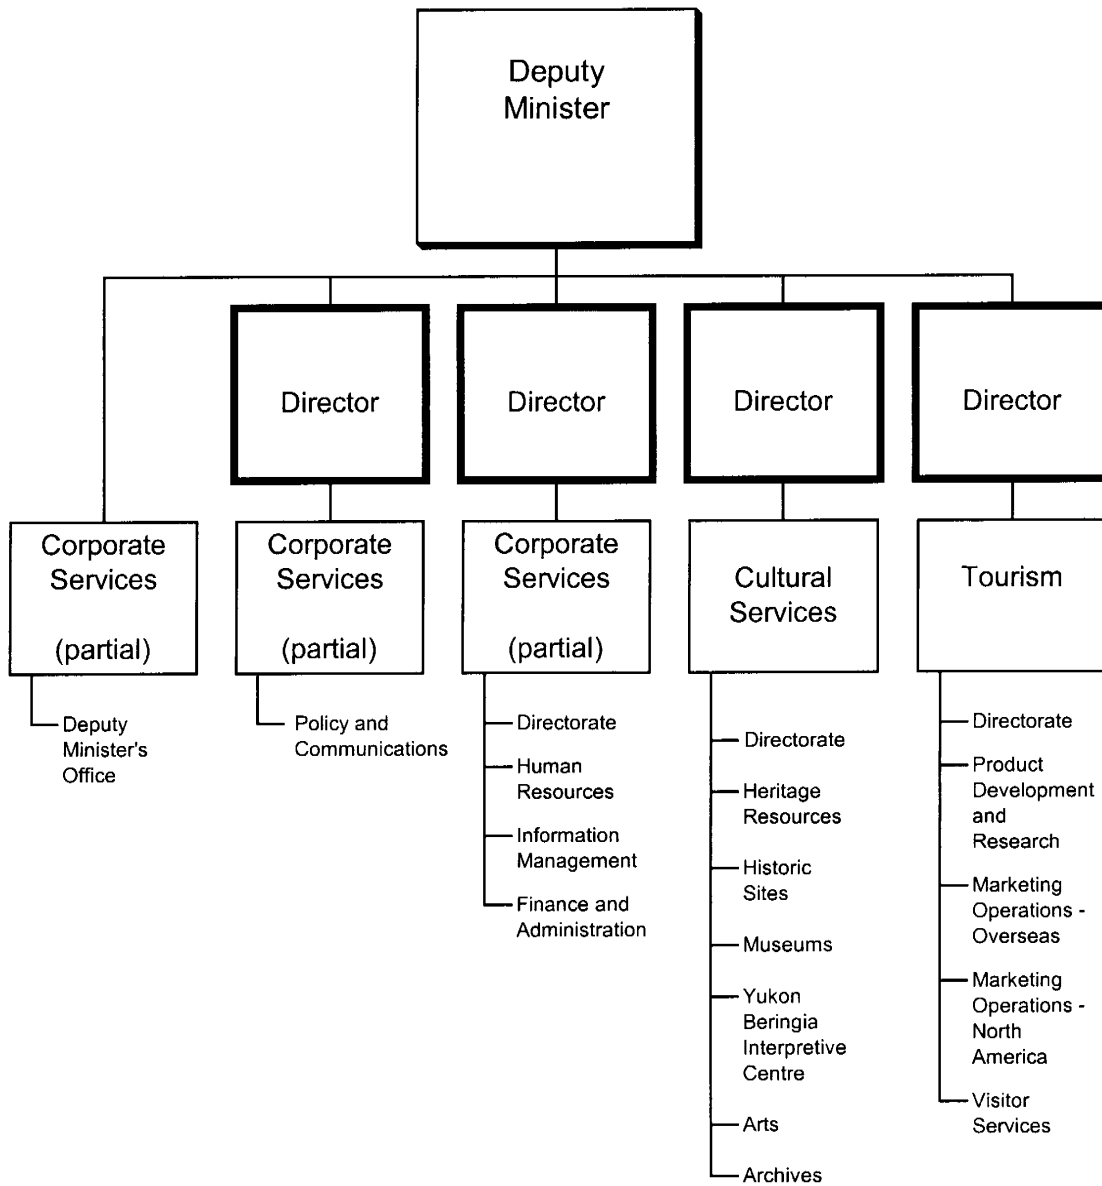 Deputy
Minister
Director
Director
Director
Director
Corporate
Services
(partial)
Corporate
Services
(partial)
Corporate
Services
(partial)
Cultural
Services
Tourism
Deputy
Minister's
Office
Policy and
Communications
Directorate
Human
Resources
Information
Management
Finance and
Administration
Directorate
Heritage
Resources
Historic
Sites
Museums
Yukon
Beringia
Interpretive
Centre
Arts
Archives
Directorate
Product
Development
and
Research
Marketing
Operations -
Overseas
Marketing
Operations -
North
America
Visitor
Services